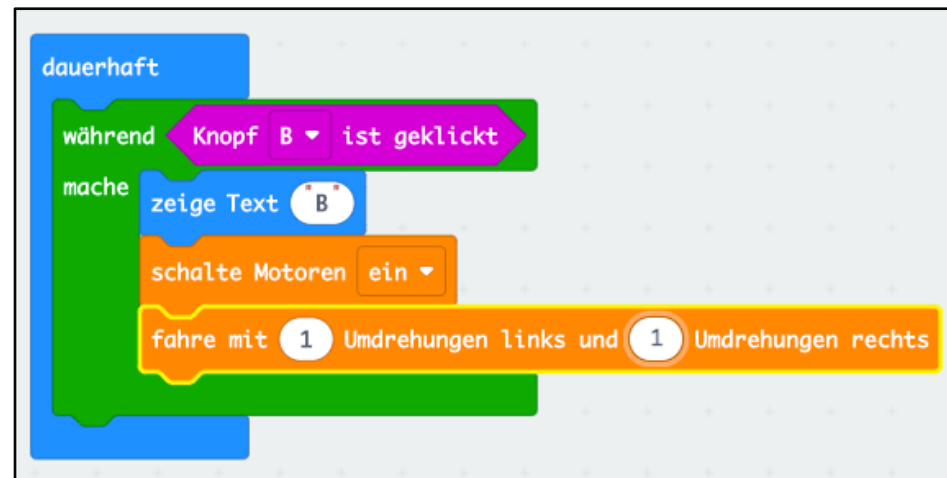 dauerhaft
während Knopf B ist geklickt
mache
zeige Text "B"
schalte Motoren ein
fahre mit 1 Umdrehungen links und 1 Umdrehungen rechts